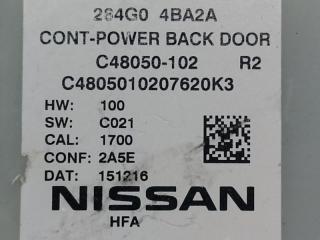 284G0 4BA2A
CONT-POWER BACK DOOR
C48050-102 R2
C4805010207620K3
HW: 100
SW: C021
CAL: 1700
CONF: 2A5E
DAT: 151216
NISSAN
HFA